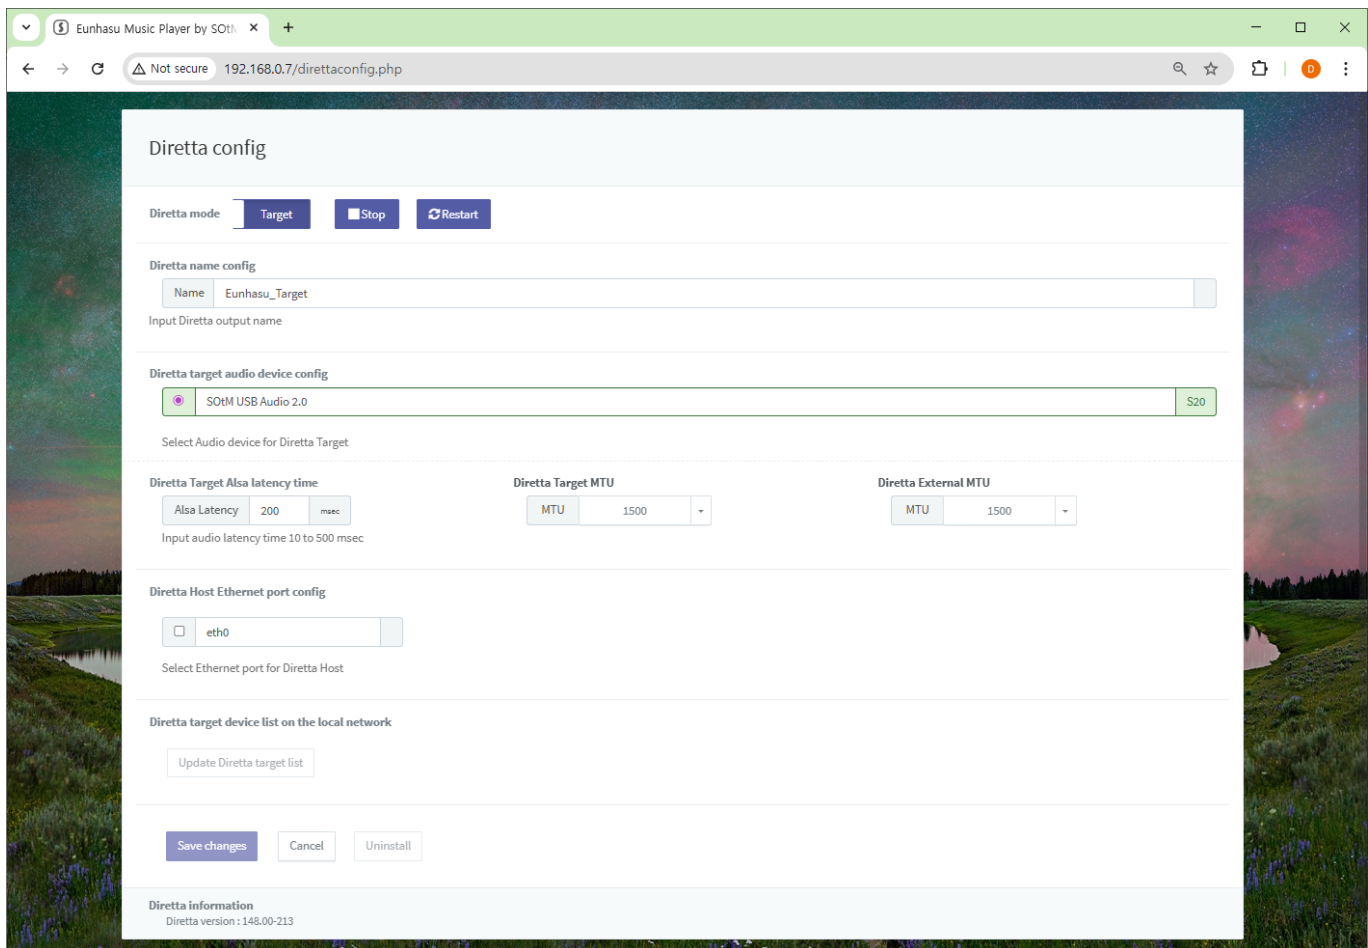 Eunhasu Music Player by SOtM
Not secure
192.168.0.7/direttaconfig.php
D
Diretta config
Diretta mode
Target
Stop
Restart
Diretta name config
Name
Eunhasu_Target
Input Diretta output name
Diretta target audio device config
SOtM USB Audio 2.0
S20
Select Audio device for Diretta Target
Diretta Target Alsa latency time
Diretta Target MTU
Diretta External MTU
Alsa Latency
200
msec
MTU
1500
MTU
1500
Input audio latency time 10 to 500 msec
Diretta Host Ethernet port config
eth0
Select Ethernet port for Diretta Host
Diretta target device list on the local network
Update Diretta target list
Save changes
Cancel
Uninstall
Diretta information
Diretta version : 148.00-213